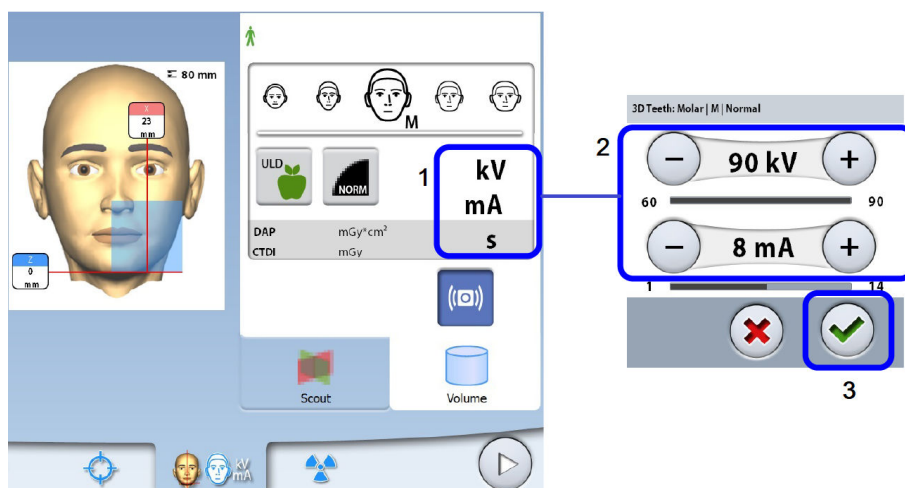 80 mm
X
23
mm
Z
0
mm
M
ULD
NORM
1
kV
mA
s
DAP mGy*cm²
CTDI mGy
Scout
Volume
kV
mA
3D Teeth: Molar | M | Normal
2
− 90 kV +
60 90
− 8 mA +
1 14
3